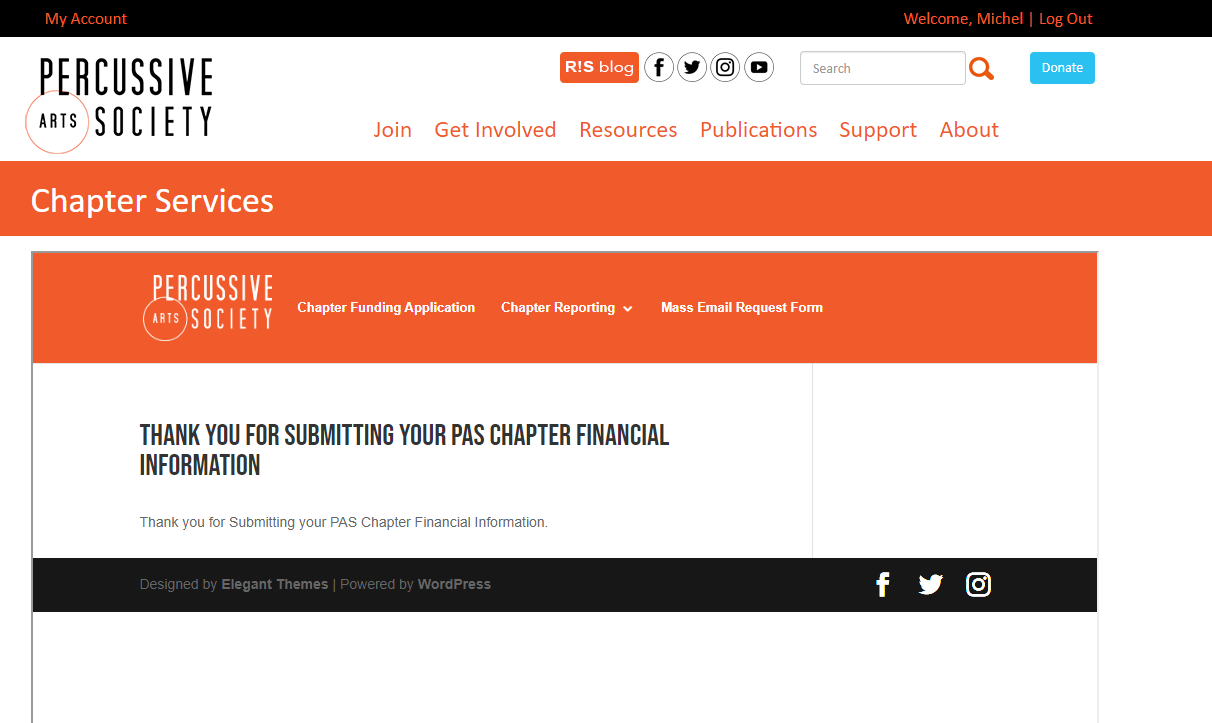 My Account
Welcome, Michel | Log Out
PERCUSSIVE
ARTS SOCIETY
R!S blog
Search
Donate
Join Get Involved Resources Publications Support About
Chapter Services
PERCUSSIVE
ARTS SOCIETY
Chapter Funding Application Chapter Reporting Mass Email Request Form
THANK YOU FOR SUBMITTING YOUR PAS CHAPTER FINANCIAL
INFORMATION
Thank you for Submitting your PAS Chapter Financial Information.
Designed by Elegant Themes | Powered by WordPress